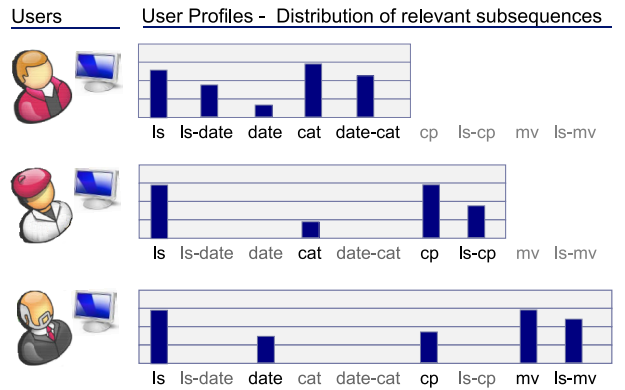 Users User Profiles - Distribution of relevant subsequences
ls ls-date date cat date-cat cp ls-cp mv ls-mv
ls ls-date date cat date-cat cp ls-cp mv ls-mv
ls ls-date date cat date-cat cp ls-cp mv ls-mv